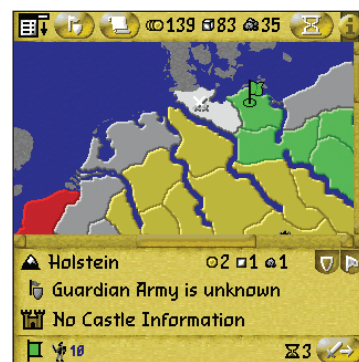 139 83 35
Holstein 2 1 1
Guardian Army is unknown
No Castle Information
10 3